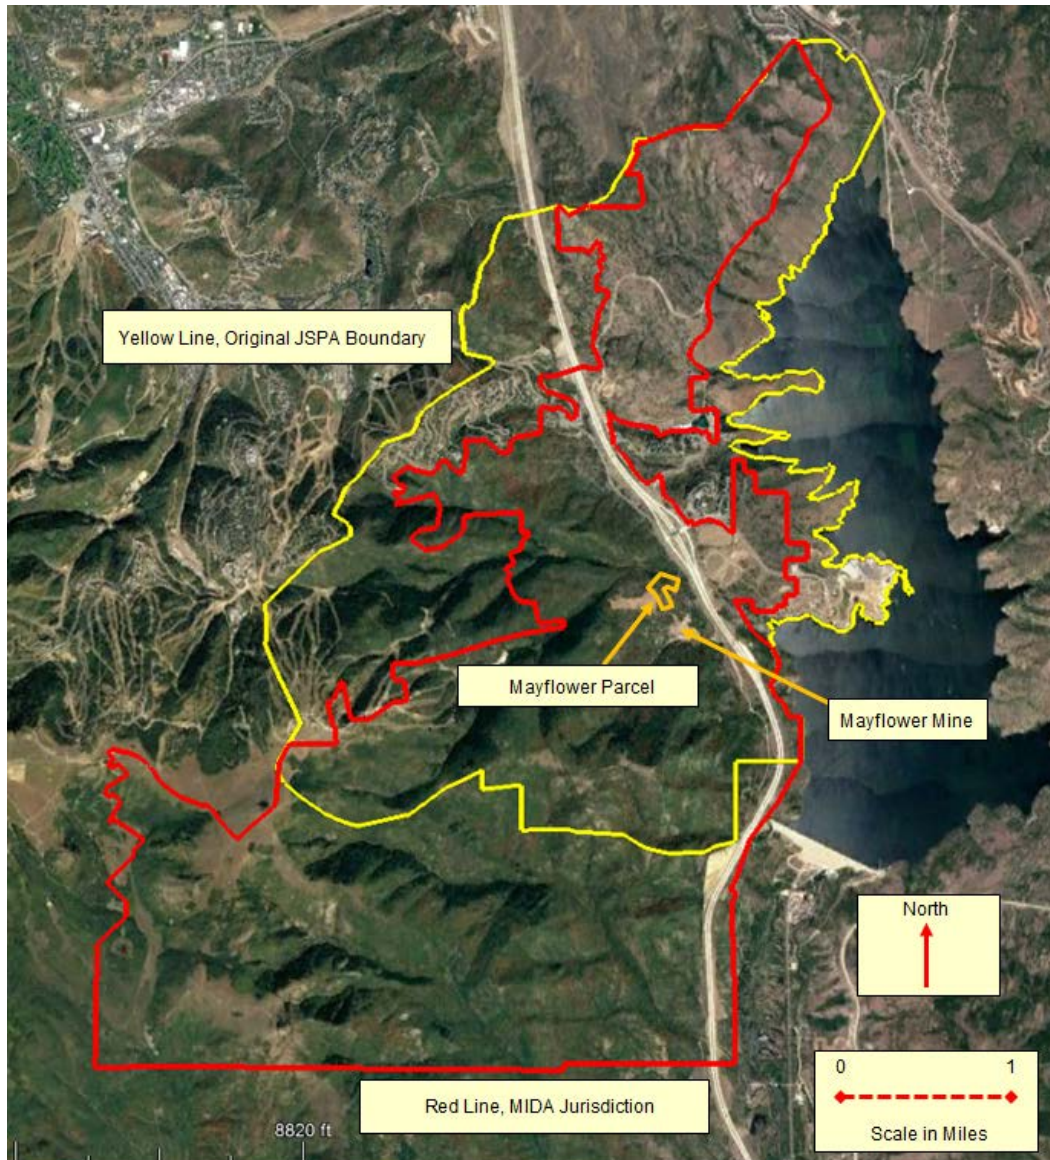 Yellow Line, Original JSPA Boundary
Mayflower Parcel
Mayflower Mine
North
0 1
Scale in Miles
Red Line, MIDA Jurisdiction
8820 ft